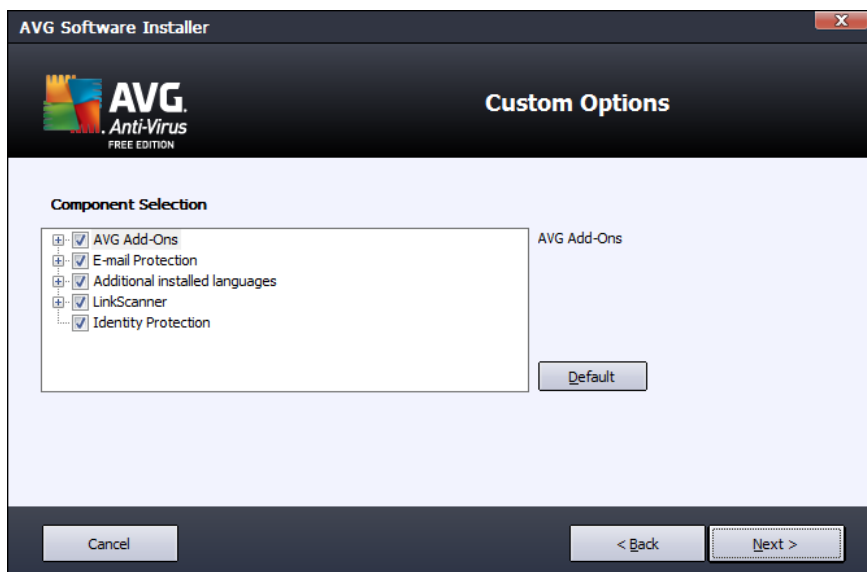 AVG Software Installer
AVG.
Anti-Virus
FREE EDITION
Custom Options
Component Selection
AVG Add-Ons
E-mail Protection
Additional installed languages
LinkScanner
Identity Protection
AVG Add-Ons
Default
Cancel
< Back
Next >